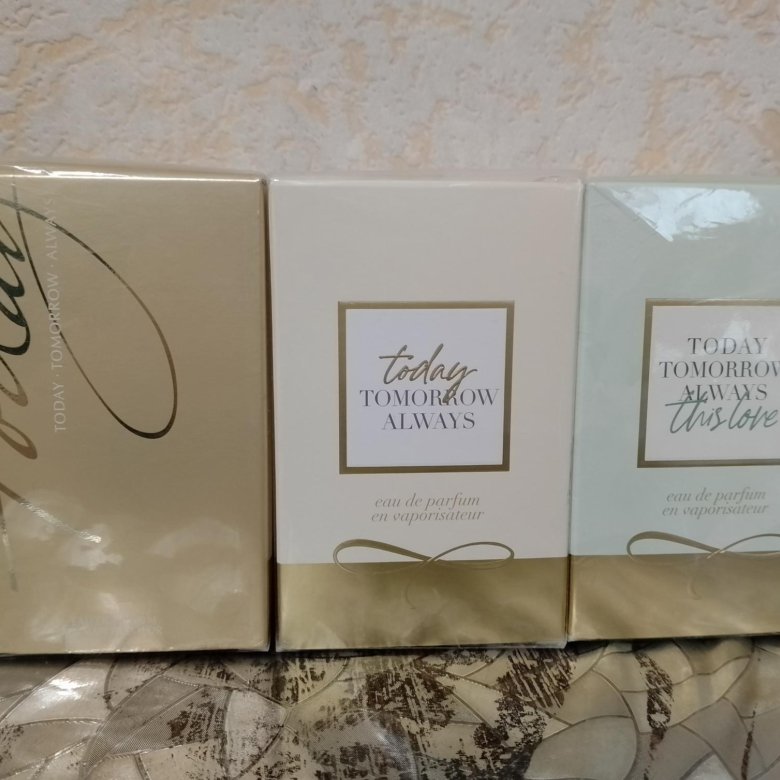 today
TODAY · TOMORROW · ALWAYS
today
TOMORROW
ALWAYS
eau de parfum
en vaporisateur
TODAY
TOMORROW
ALWAYS
this love
eau de parfum
en vaporisateur